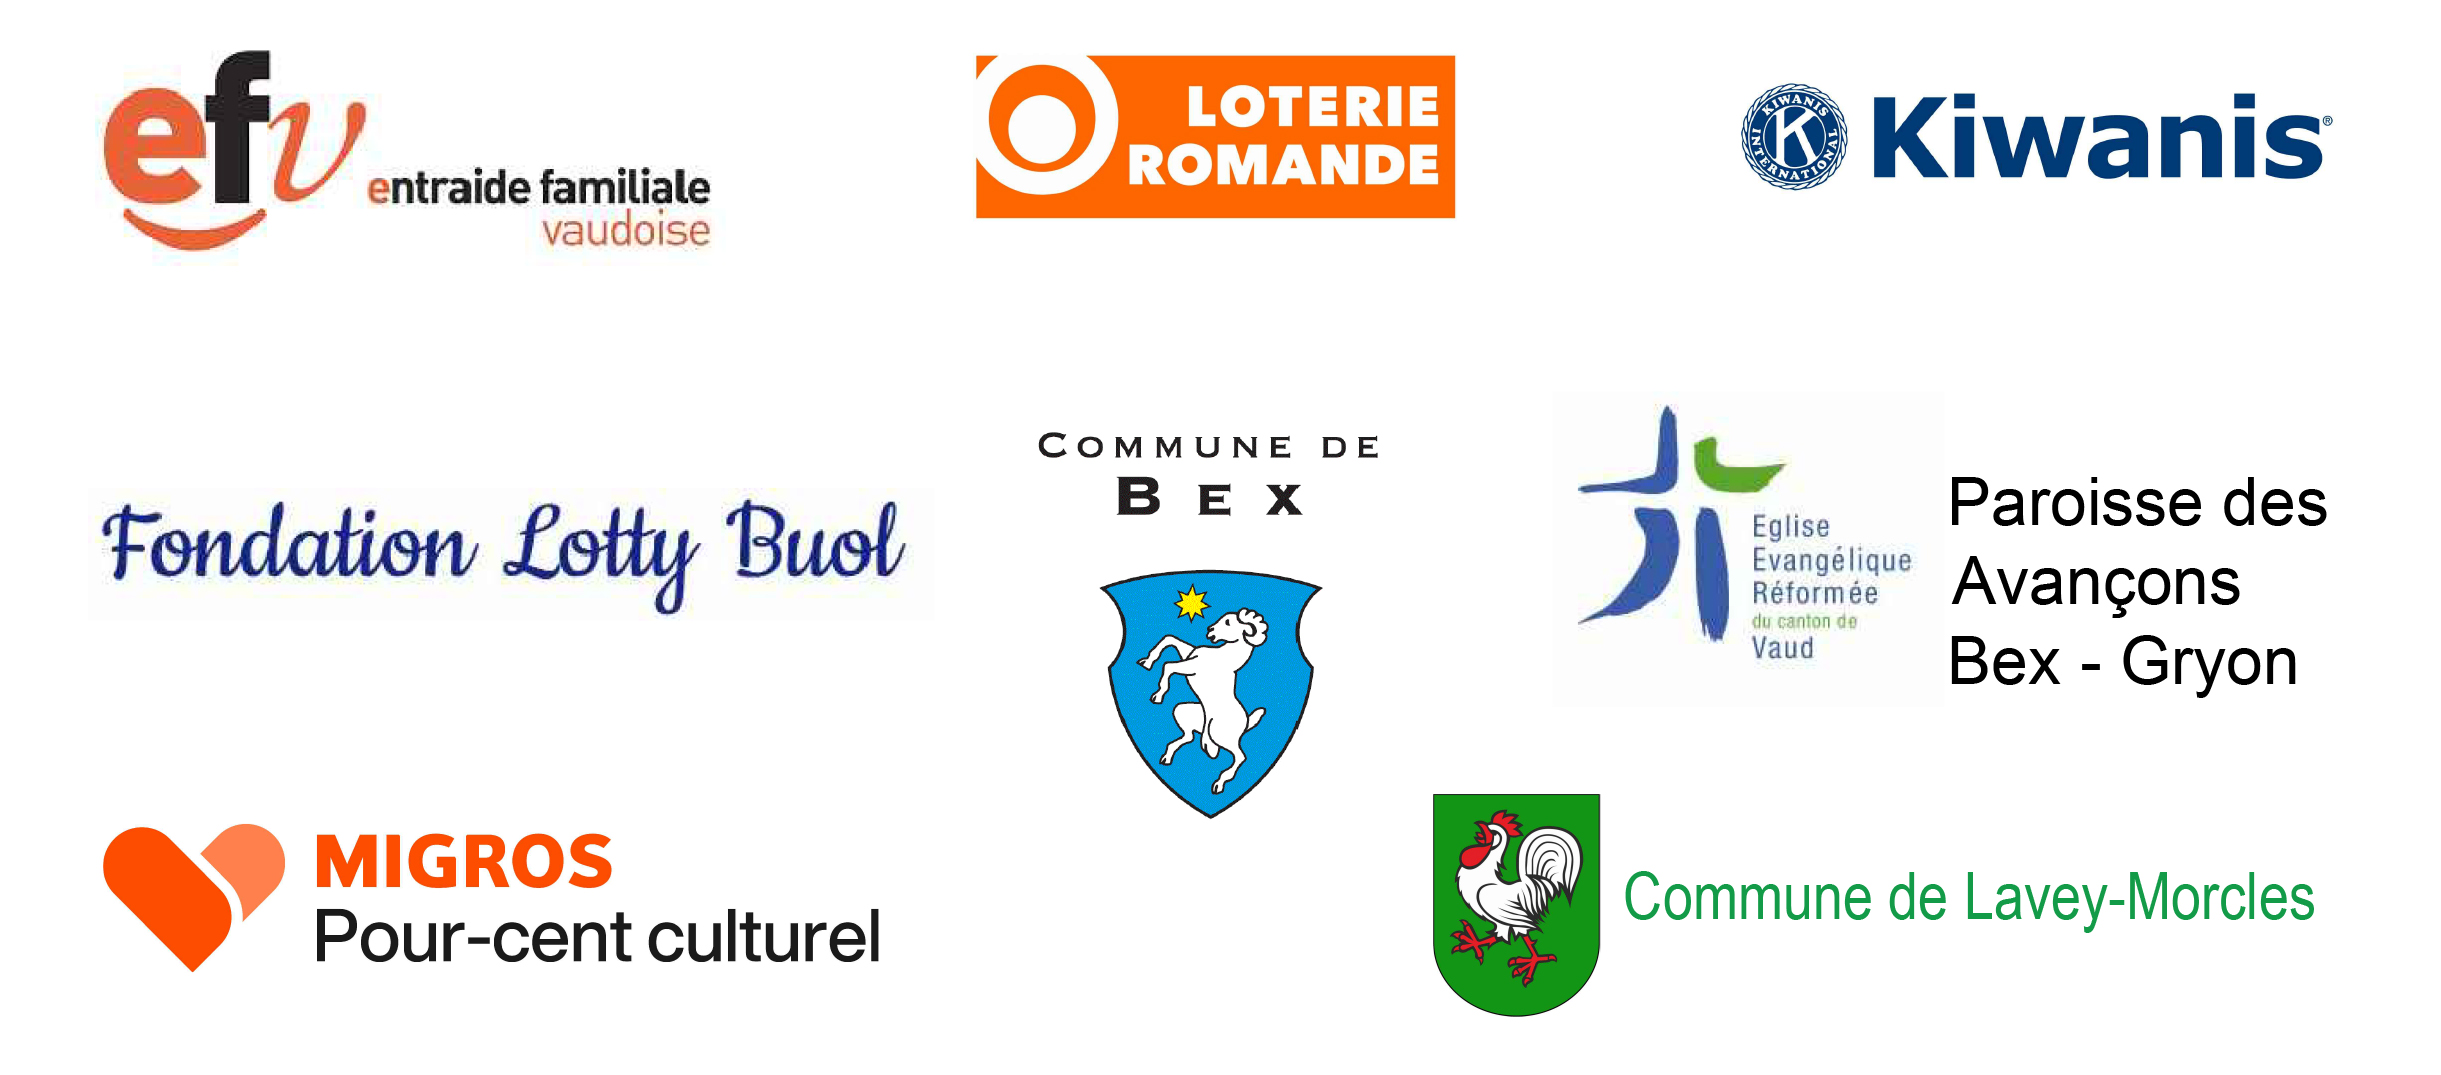 efv
entraide familiale
vaudoise
LOTERIE
ROMANDE
KIWANIS
INTERNATIONAL
K
Kiwanis®
Fondation Lotty Buol
COMMUNE DE
BEX
Eglise
Evangélique
Réformée
du canton de
Vaud
Paroisse des
Avançons
Bex - Gryon
MIGROS
Pour-cent culturel
Commune de Lavey-Morcles